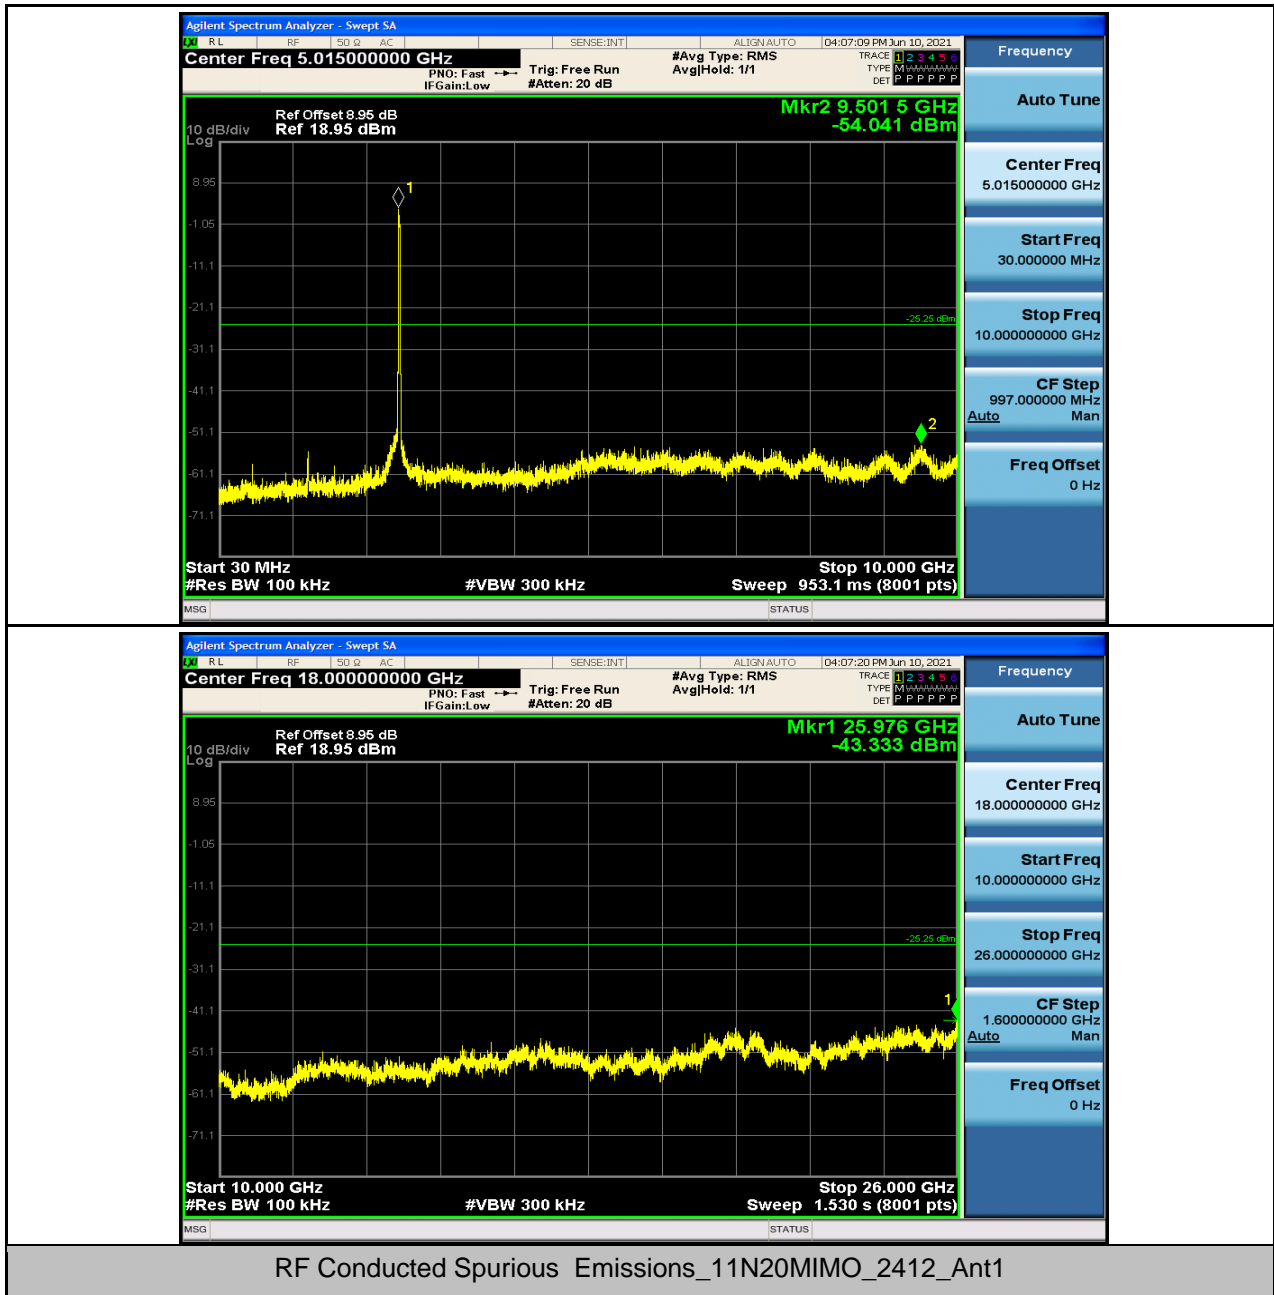 Agilent Spectrum Analyzer - Swept SA
LXI RL RF 50 Ω AC SENSE:INT ALIGN AUTO 04:07:09 PM Jun 10, 2021
Center Freq 5.015000000 GHz #Avg Type: RMS TRACE 1 2 3 4 5 6
PNO: Fast Trig: Free Run Avg|Hold: 1/1 TYPE M WWWWW
IFGain:Low #Atten: 20 dB DET P P P P P P
Frequency
Auto Tune
Center Freq
5.015000000 GHz
Start Freq
30.000000 MHz
Stop Freq
10.000000000 GHz
CF Step
997.000000 MHz
Auto Man
Freq Offset
0 Hz
Mkr2 9.501 5 GHz
-54.041 dBm
Ref Offset 8.95 dB
10 dB/div Ref 18.95 dBm
Log
8.95
1
-1.05
-11.1
-21.1
-25.25 dBm
-31.1
-41.1
-51.1
2
-61.1
-71.1
Start 30 MHz Stop 10.000 GHz
#Res BW 100 kHz #VBW 300 kHz Sweep 953.1 ms (8001 pts)
MSG STATUS
Agilent Spectrum Analyzer - Swept SA
LXI RL RF 50 Ω AC SENSE:INT ALIGN AUTO 04:07:20 PM Jun 10, 2021
Center Freq 18.000000000 GHz #Avg Type: RMS TRACE 1 2 3 4 5 6
PNO: Fast Trig: Free Run Avg|Hold: 1/1 TYPE M WWWWW
IFGain:Low #Atten: 20 dB DET P P P P P P
Frequency
Auto Tune
Center Freq
18.000000000 GHz
Start Freq
10.000000000 GHz
Stop Freq
26.000000000 GHz
CF Step
1.600000000 GHz
Auto Man
Freq Offset
0 Hz
Mkr1 25.976 GHz
-43.333 dBm
Ref Offset 8.95 dB
10 dB/div Ref 18.95 dBm
Log
8.95
-1.05
-11.1
-21.1
-25.25 dBm
-31.1
1
-41.1
-51.1
-61.1
-71.1
Start 10.000 GHz Stop 26.000 GHz
#Res BW 100 kHz #VBW 300 kHz Sweep 1.530 s (8001 pts)
MSG STATUS
RF Conducted Spurious Emissions_11N20MIMO_2412_Ant1